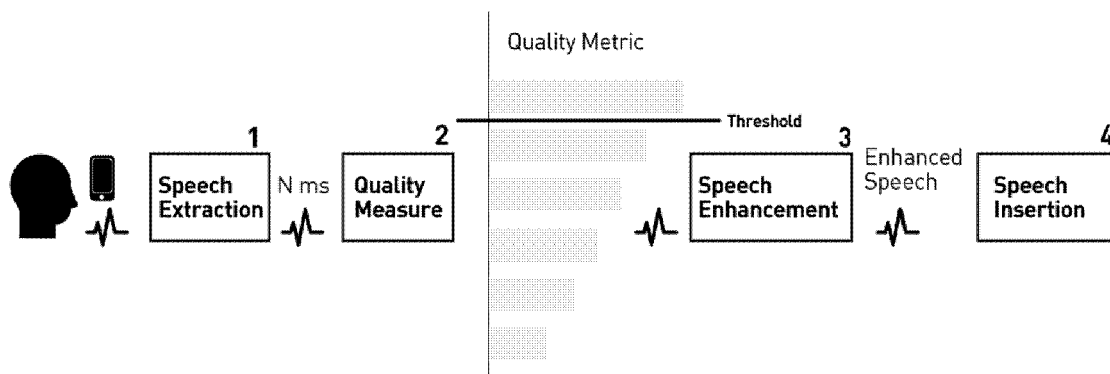 Quality Metric
Threshold
1
Speech
Extraction
N ms
2
Quality
Measure
3
Speech
Enhancement
Enhanced
Speech
4
Speech
Insertion